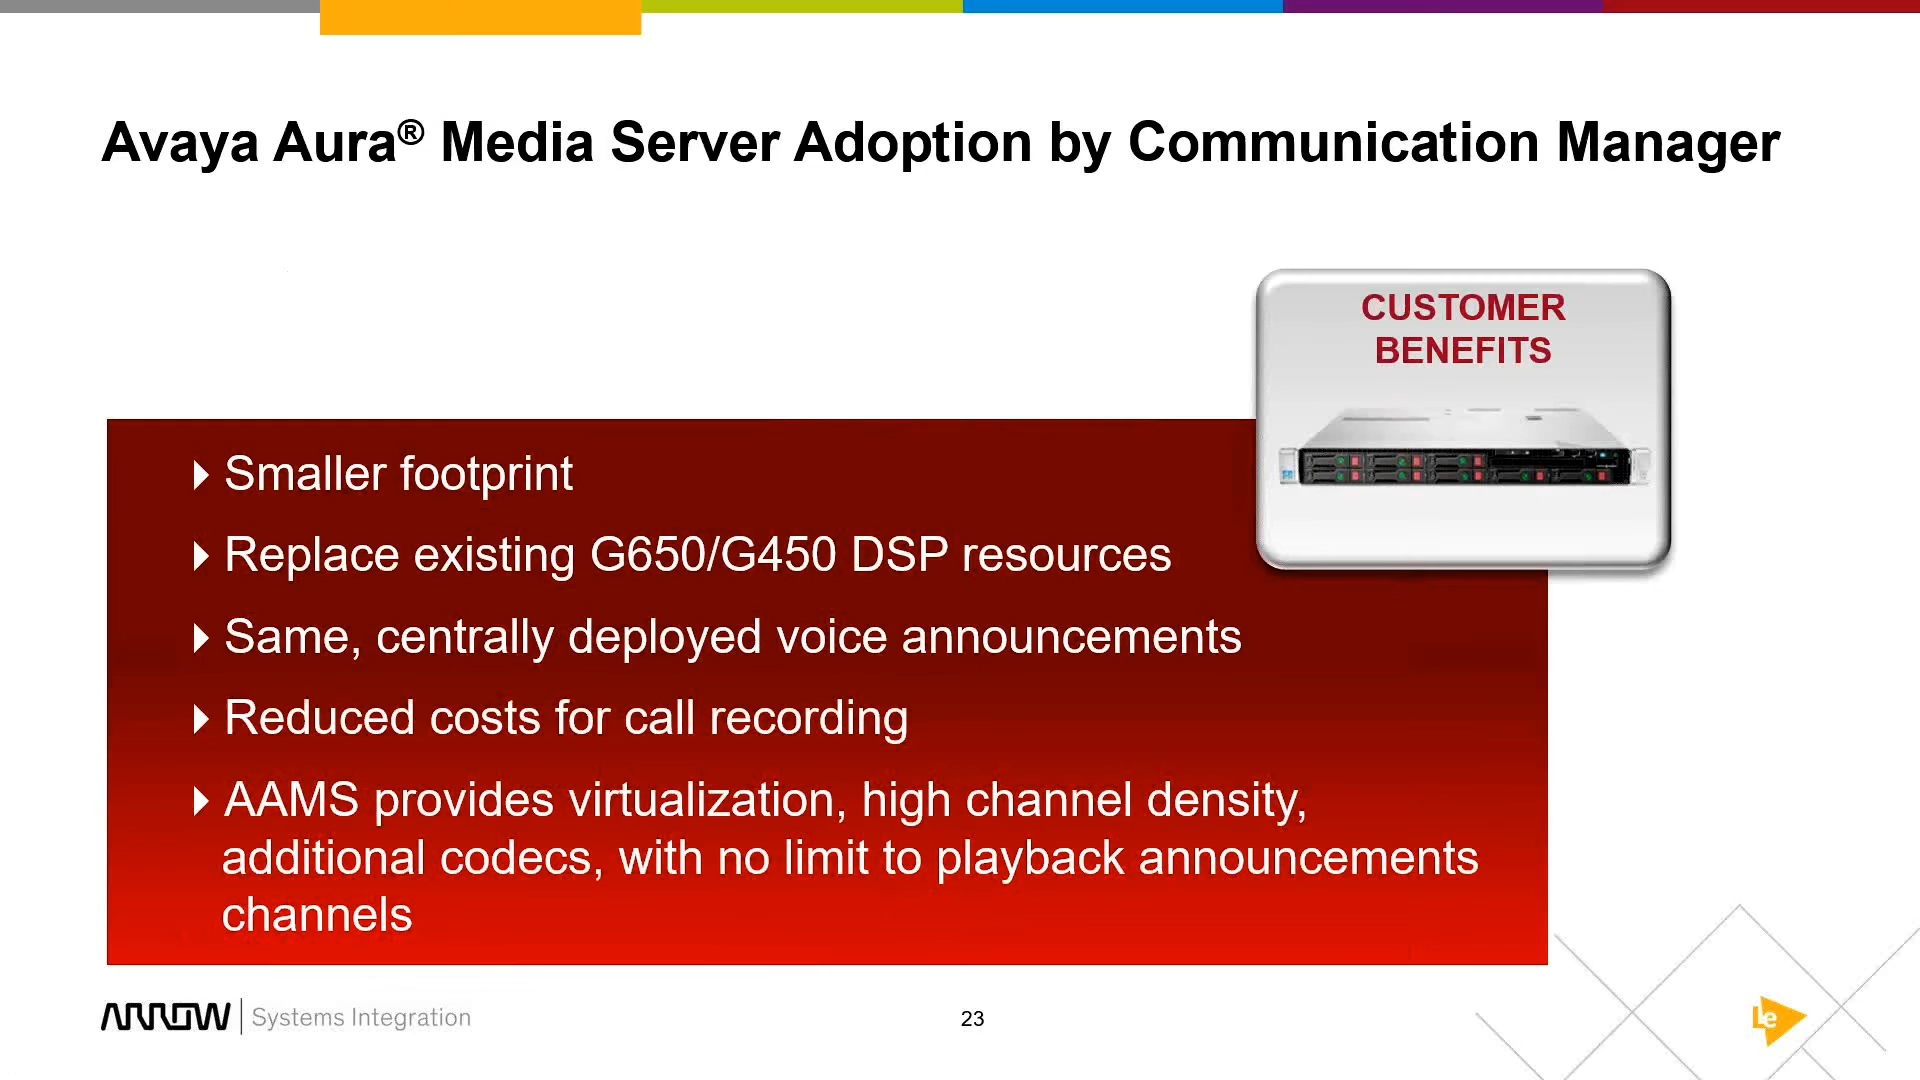 Avaya Aura® Media Server Adoption by Communication Manager
CUSTOMER
BENEFITS
Smaller footprint
Replace existing G650/G450 DSP resources
Same, centrally deployed voice announcements
Reduced costs for call recording
AAMS provides virtualization, high channel density,
additional codecs, with no limit to playback announcements
channels
ARROW Systems Integration
23
Le